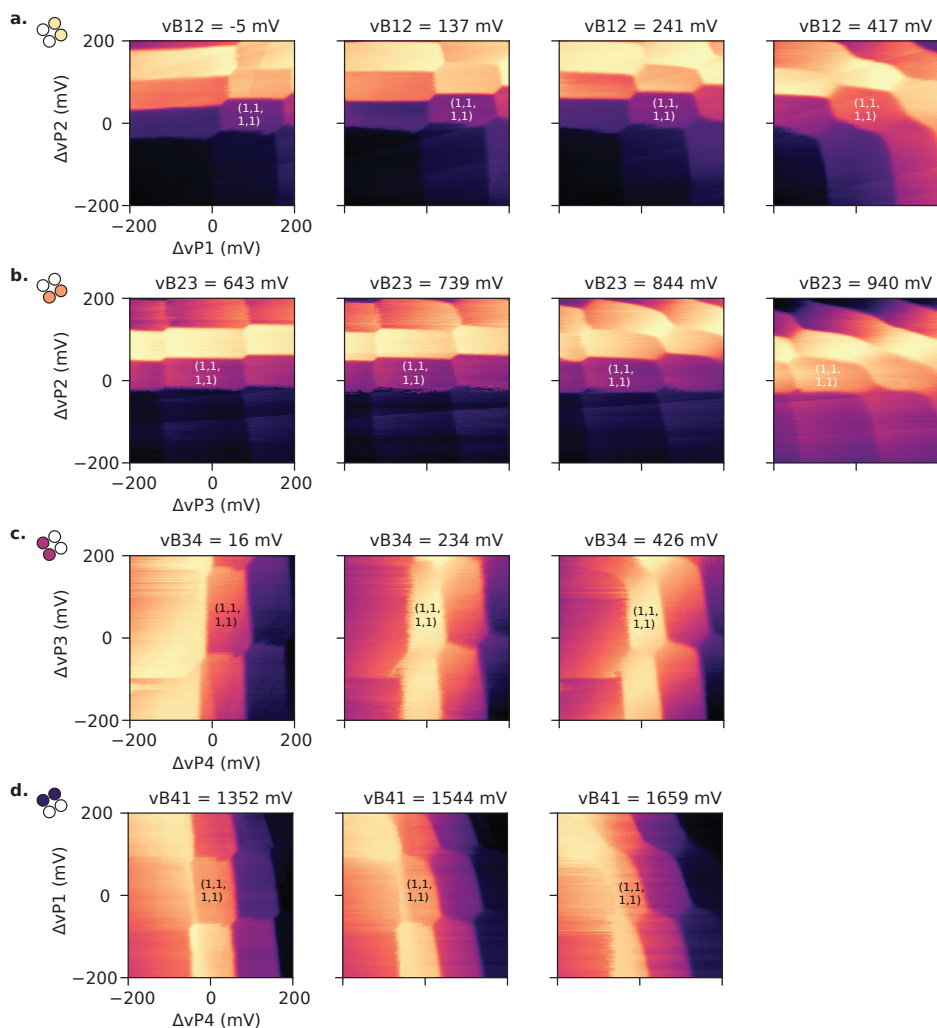 a.
vB12 = -5 mV
vB12 = 137 mV
vB12 = 241 mV
vB12 = 417 mV
200
0
−200
ΔvP2 (mV)
(1,1,
1,1)
(1,1,
1,1)
(1,1,
1,1)
(1,1,
1,1)
−200
0
200
ΔvP1 (mV)
b.
vB23 = 643 mV
vB23 = 739 mV
vB23 = 844 mV
vB23 = 940 mV
200
0
−200
ΔvP2 (mV)
(1,1,
1,1)
(1,1,
1,1)
(1,1,
1,1)
(1,1,
1,1)
−200
0
200
ΔvP3 (mV)
c.
vB34 = 16 mV
vB34 = 234 mV
vB34 = 426 mV
200
0
−200
ΔvP3 (mV)
(1,1,
1,1)
(1,1,
1,1)
(1,1,
1,1)
−200
0
200
ΔvP4 (mV)
d.
vB41 = 1352 mV
vB41 = 1544 mV
vB41 = 1659 mV
200
0
−200
ΔvP1 (mV)
(1,1,
1,1)
(1,1,
1,1)
(1,1,
1,1)
−200
0
200
ΔvP4 (mV)